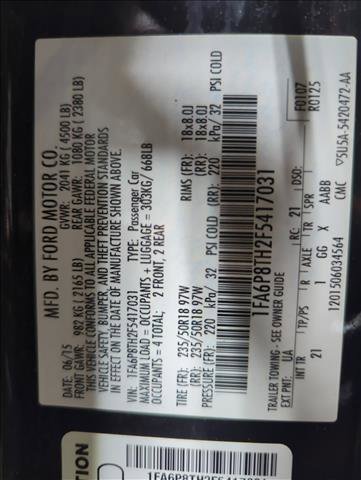 MFD. BY FORD MOTOR CO.
DATE: 06/15 GVWR: 2041 KG ( 4500 LB)
FRONT GAWR: 982 KG ( 2165 LB) REAR GAWR: 1080 KG ( 2380 LB)
THIS VEHICLE CONFORMS TO ALL APPLICABLE FEDERAL MOTOR
VEHICLE SAFETY, BUMPER, AND THEFT PREVENTION STANDARDS
IN EFFECT ON THE DATE OF MANUFACTURE SHOWN ABOVE.
VIN: 1FA6P8TH2F5417031 TYPE: Passenger Car
MAXIMUM LOAD = OCCUPANTS + LUGGAGE = 303KG / 668LB
OCCUPANTS = 4 TOTAL: 2 FRONT, 2 REAR
TIRE (FR): 235/50R18 97W RIMS (FR): 18x8.0J
(RR): 235/50R18 97W (RR): 18x8.0J
COLD (FR): 220 kPa/ 32 PSI COLD (RR): 220 kPa/ 32 PSI COLD
1FA6P8TH2F5417031
TRAILER TOWING - SEE OWNER GUIDE
EXT PNT: UA RC: 21 DSO: F0107
R0125
INT TR TP/PS R AXLE TR SPR
21 1 GG X AABB
1201506034564 CMC 5U5A-5420472-AA
1FA6P8TH2F5417031